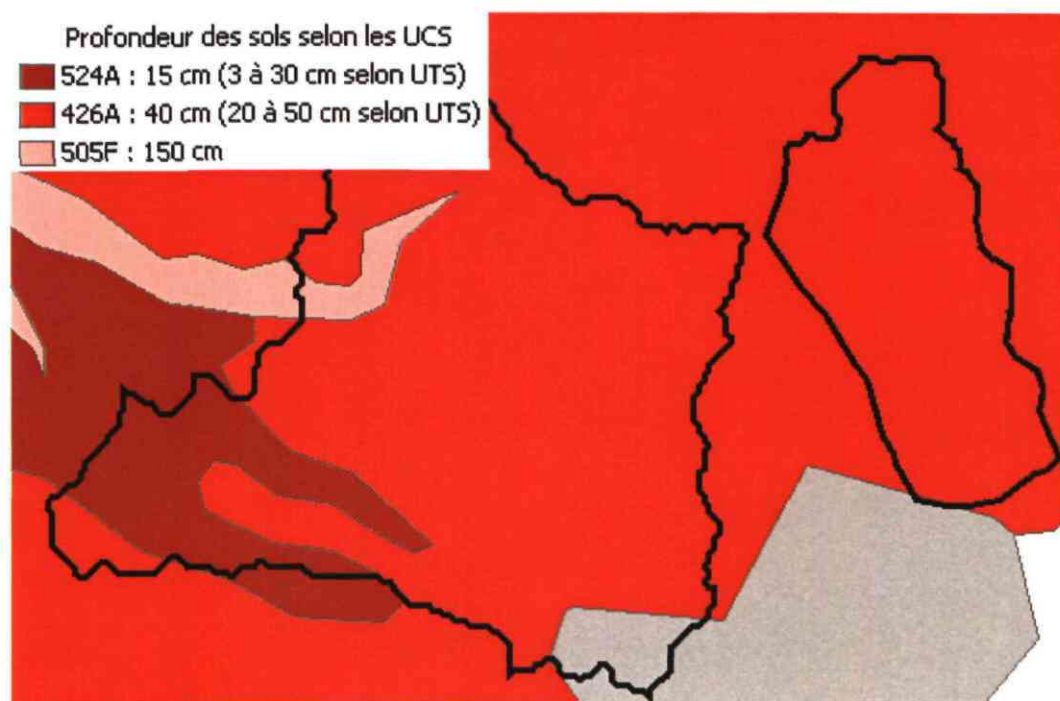 Profondeur des sols selon les UCS
524A : 15 cm (3 à 30 cm selon UTS)
426A : 40 cm (20 à 50 cm selon UTS)
505F : 150 cm